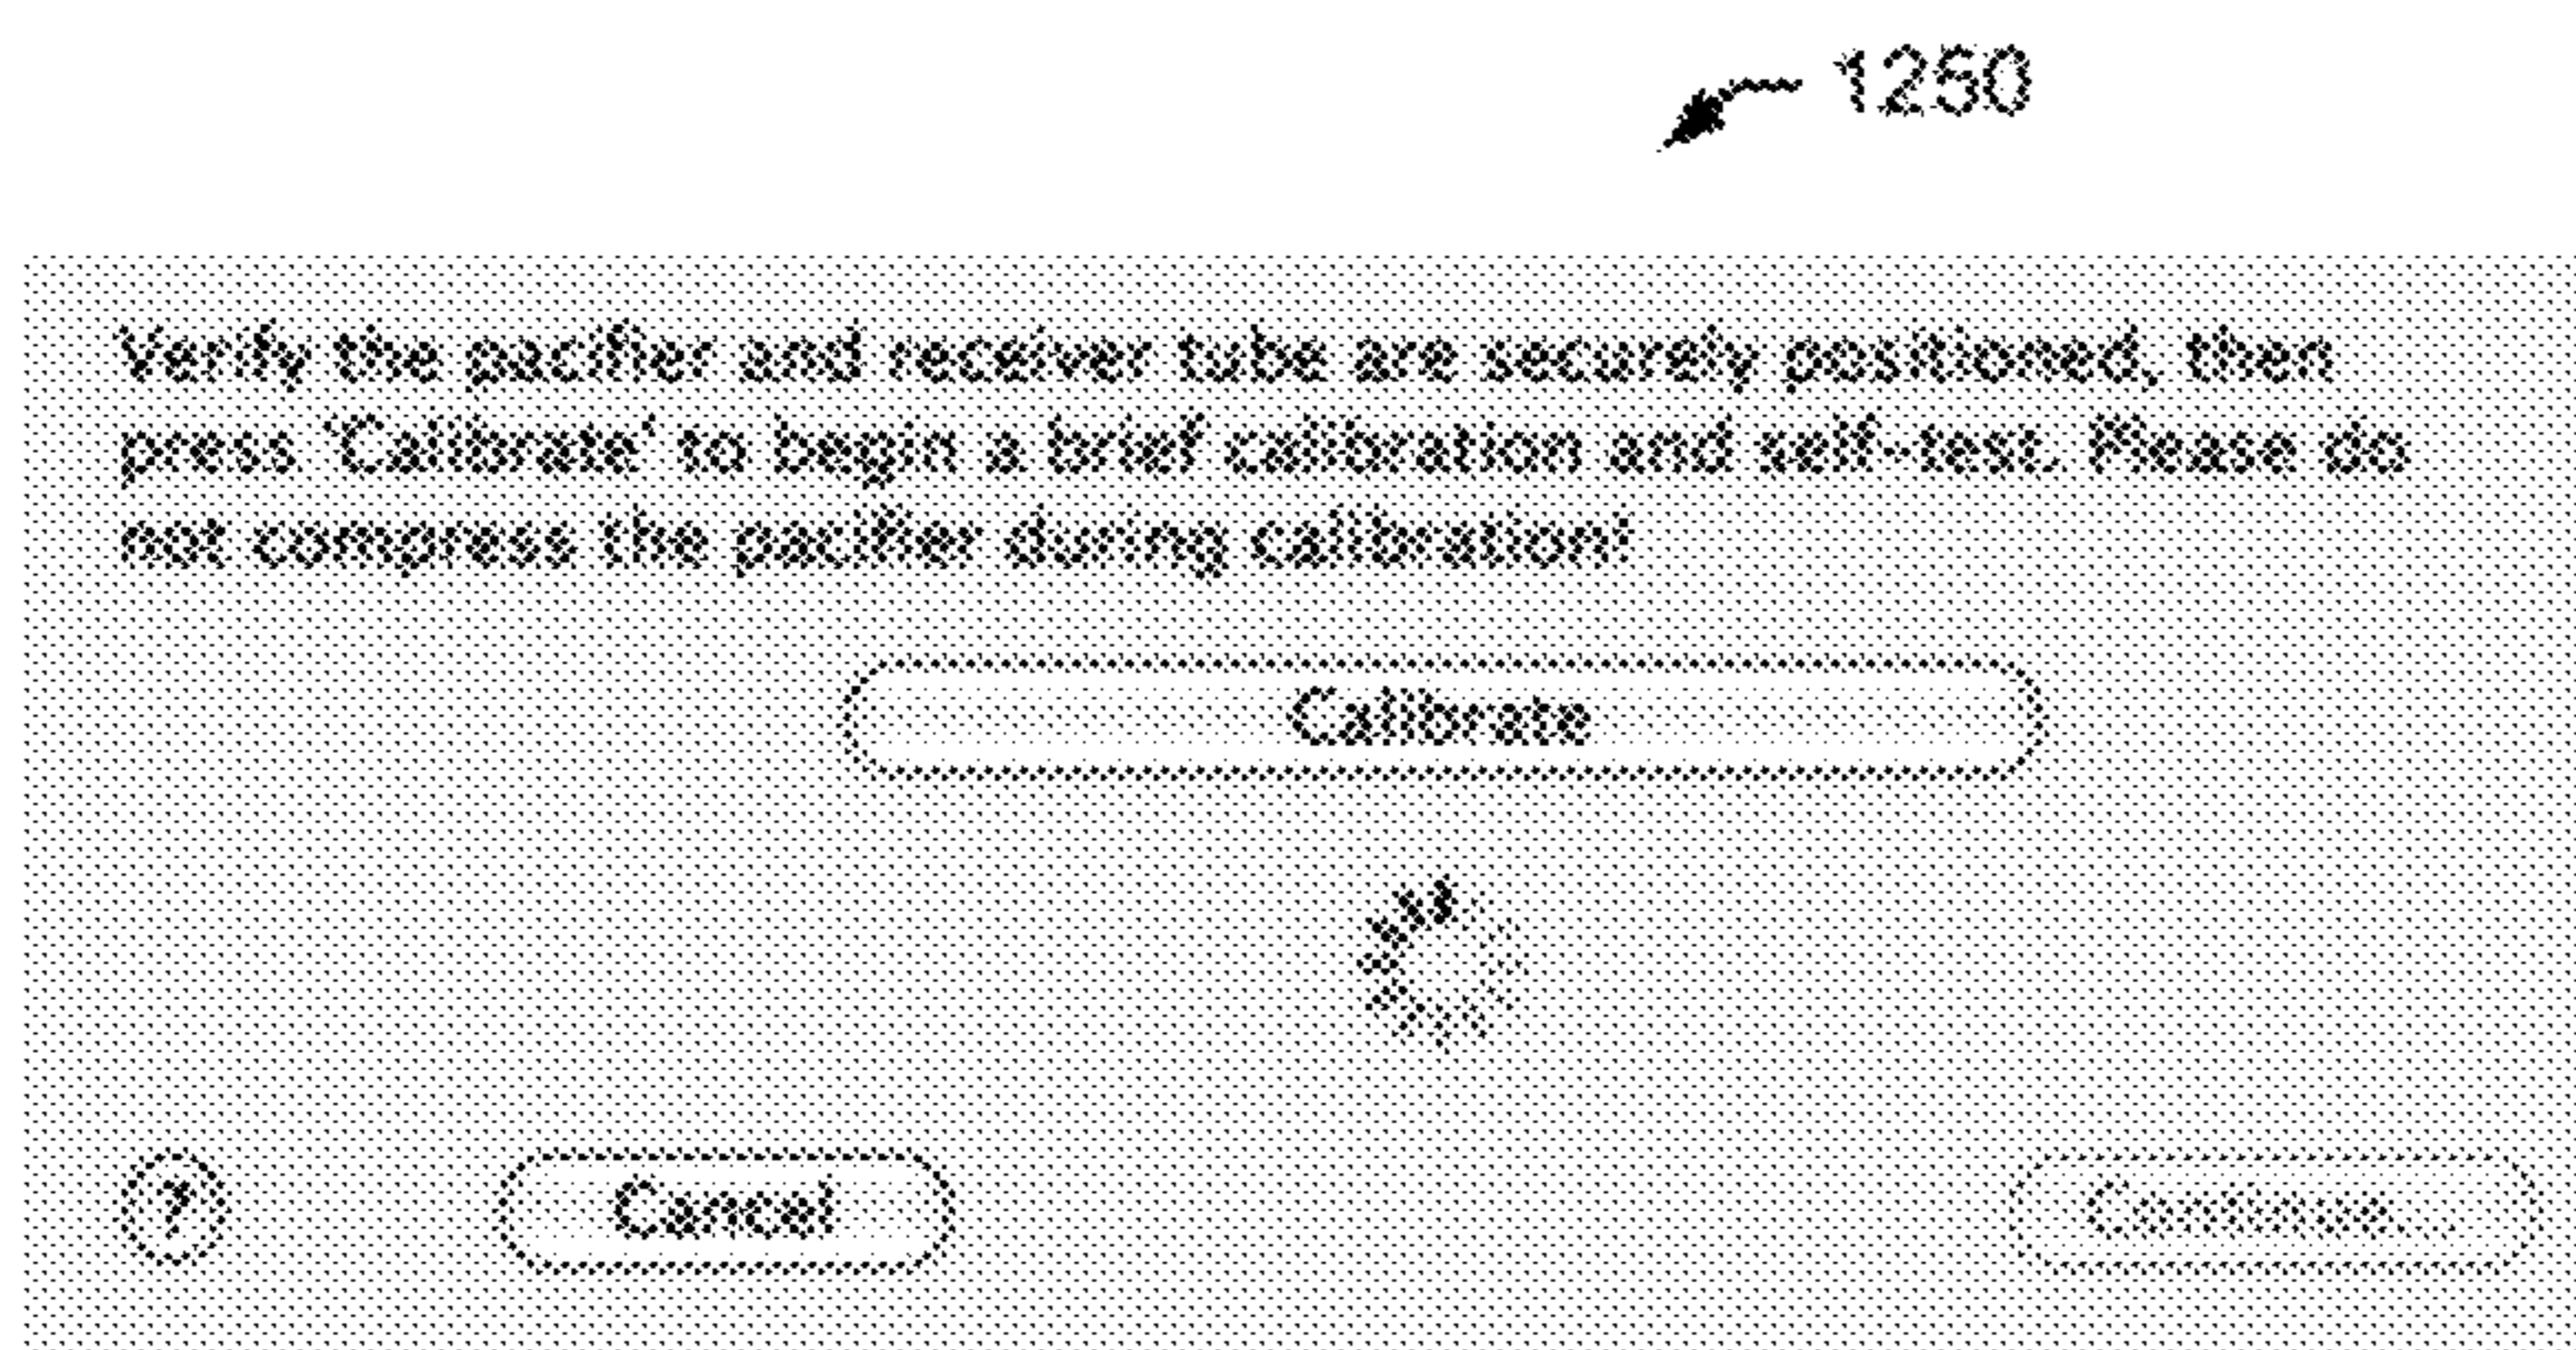 1250
Verify the pacifier and receiver tube are securely positioned, then
press 'Calibrate' to begin a brief calibration and self-test. Please do
not compress the pacifier during calibration!
Calibrate
? Cancel Continue...